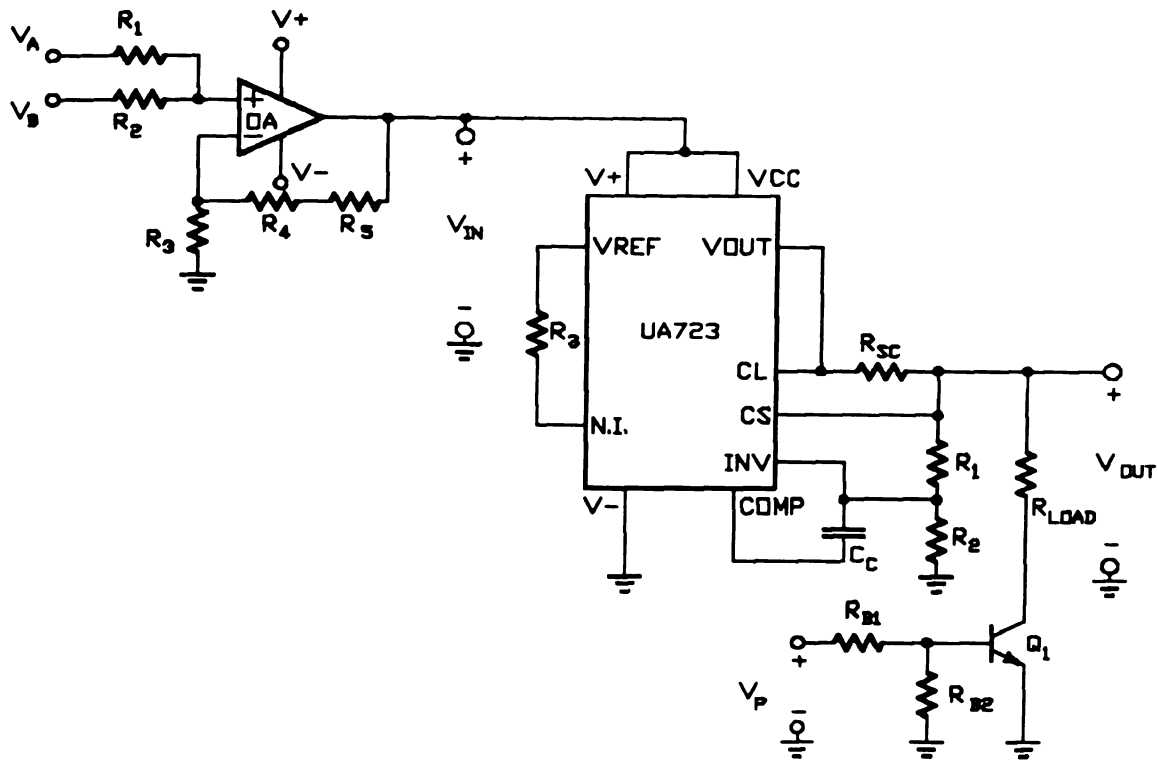 R1
VA
V+
VB
R2
+
OA
−
V−
R4
R5
R3
+
VIN
−
V+
VCC
VREF
VOUT
R3
UA723
CL
RSC
CS
N.I.
INV
V−
COMP
CC
R1
R2
RLOAD
+
VOUT
−
RB1
+
VP
−
RB2
Q1